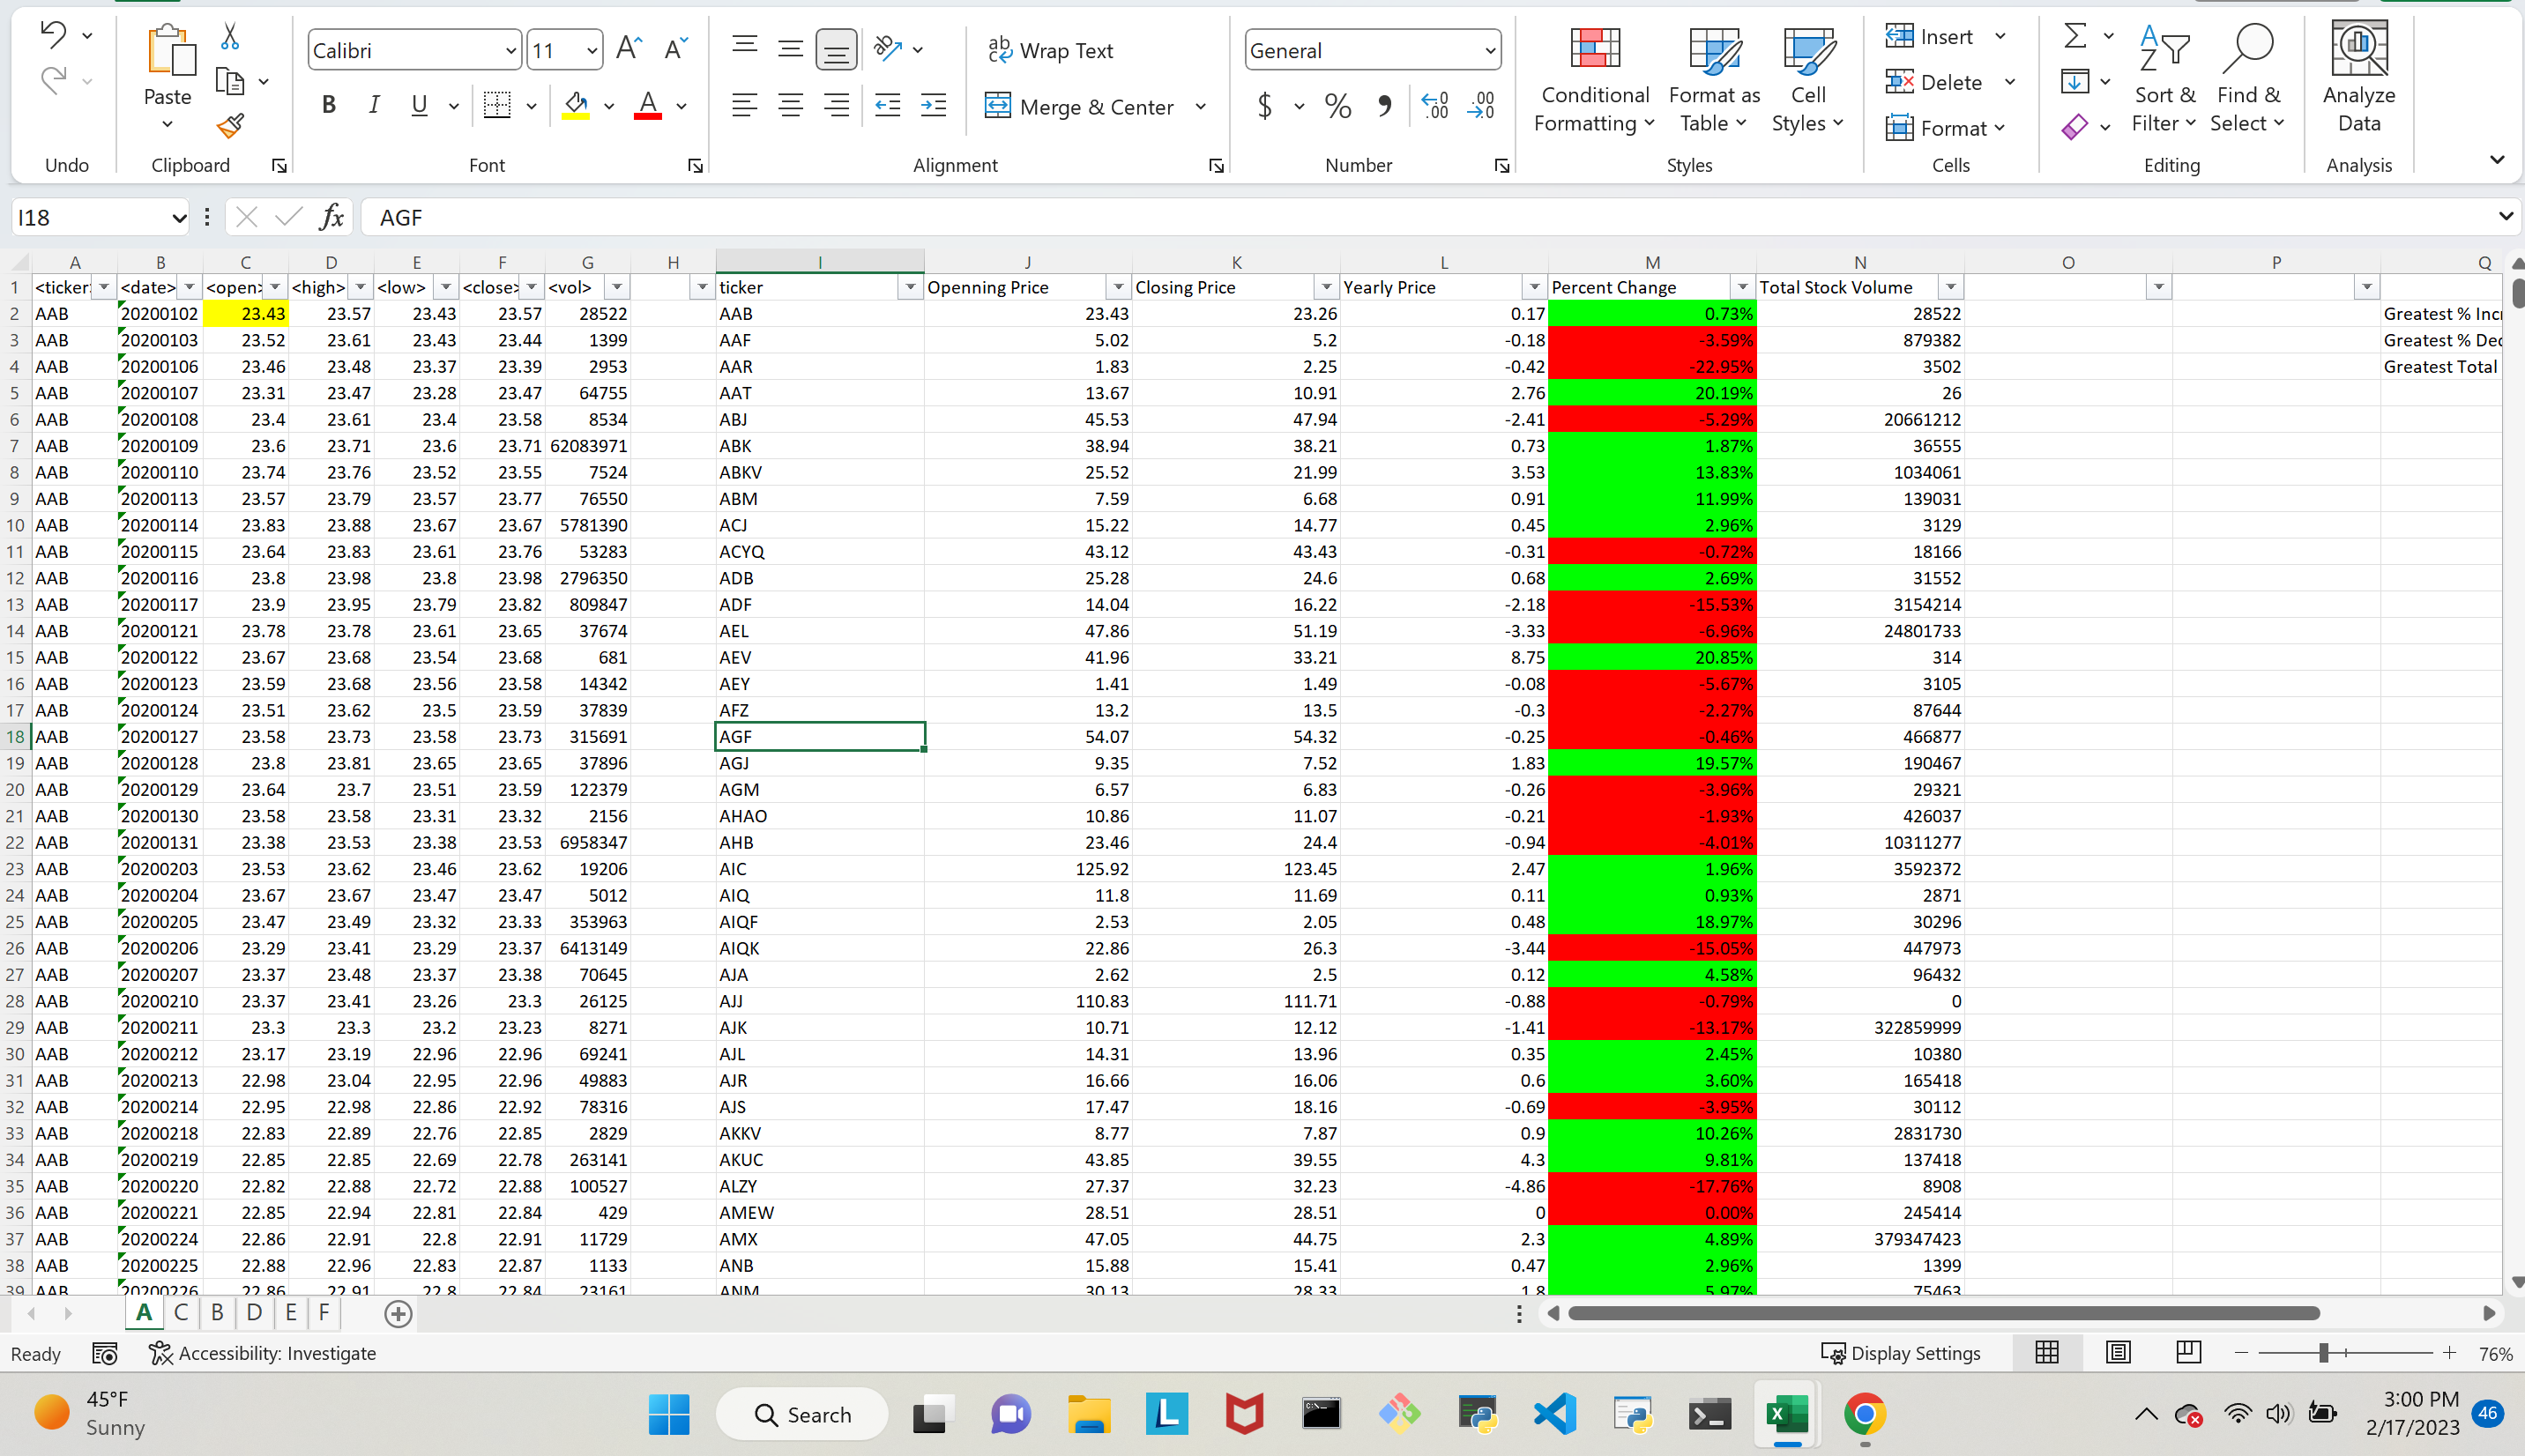 Calibri 11 Wrap Text General Insert
Paste B I U Merge & Center $ % Conditional Formatting Format as Table Cell Styles Delete Format Sort & Filter Find & Select Analyze Data
Undo Clipboard Font Alignment Number Styles Cells Editing Analysis
I18 fx AGF
A B C D E F G H I J K L M N O P Q
1 <ticker> <date> <open> <high> <low> <close> <vol> ticker Openning Price Closing Price Yearly Price Percent Change Total Stock Volume
2 AAB 20200102 23.43 23.57 23.43 23.57 28522 AAB 23.43 23.26 0.17 0.73% 28522 Greatest % Incr
3 AAB 20200103 23.52 23.61 23.43 23.44 1399 AAF 5.02 5.2 -0.18 -3.59% 879382 Greatest % Dec
4 AAB 20200106 23.46 23.48 23.37 23.39 2953 AAR 1.83 2.25 -0.42 -22.95% 3502 Greatest Total
5 AAB 20200107 23.31 23.47 23.28 23.47 64755 AAT 13.67 10.91 2.76 20.19% 26
6 AAB 20200108 23.4 23.61 23.4 23.58 8534 ABJ 45.53 47.94 -2.41 -5.29% 20661212
7 AAB 20200109 23.6 23.71 23.6 23.71 62083971 ABK 38.94 38.21 0.73 1.87% 36555
8 AAB 20200110 23.74 23.76 23.52 23.55 7524 ABKV 25.52 21.99 3.53 13.83% 1034061
9 AAB 20200113 23.57 23.79 23.57 23.77 76550 ABM 7.59 6.68 0.91 11.99% 139031
10 AAB 20200114 23.83 23.88 23.67 23.67 5781390 ACJ 15.22 14.77 0.45 2.96% 3129
11 AAB 20200115 23.64 23.83 23.61 23.76 53283 ACYQ 43.12 43.43 -0.31 -0.72% 18166
12 AAB 20200116 23.8 23.98 23.8 23.98 2796350 ADB 25.28 24.6 0.68 2.69% 31552
13 AAB 20200117 23.9 23.95 23.79 23.82 809847 ADF 14.04 16.22 -2.18 -15.53% 3154214
14 AAB 20200121 23.78 23.78 23.61 23.65 37674 AEL 47.86 51.19 -3.33 -6.96% 24801733
15 AAB 20200122 23.67 23.68 23.54 23.68 681 AEV 41.96 33.21 8.75 20.85% 314
16 AAB 20200123 23.59 23.68 23.56 23.58 14342 AEY 1.41 1.49 -0.08 -5.67% 3105
17 AAB 20200124 23.51 23.62 23.5 23.59 37839 AFZ 13.2 13.5 -0.3 -2.27% 87644
18 AAB 20200127 23.58 23.73 23.58 23.73 315691 AGF 54.07 54.32 -0.25 -0.46% 466877
19 AAB 20200128 23.8 23.81 23.65 23.65 37896 AGJ 9.35 7.52 1.83 19.57% 190467
20 AAB 20200129 23.64 23.7 23.51 23.59 122379 AGM 6.57 6.83 -0.26 -3.96% 29321
21 AAB 20200130 23.58 23.58 23.31 23.32 2156 AHAO 10.86 11.07 -0.21 -1.93% 426037
22 AAB 20200131 23.38 23.53 23.38 23.53 6958347 AHB 23.46 24.4 -0.94 -4.01% 10311277
23 AAB 20200203 23.53 23.62 23.46 23.62 19206 AIC 125.92 123.45 2.47 1.96% 3592372
24 AAB 20200204 23.67 23.67 23.47 23.47 5012 AIQ 11.8 11.69 0.11 0.93% 2871
25 AAB 20200205 23.47 23.49 23.32 23.33 353963 AIQF 2.53 2.05 0.48 18.97% 30296
26 AAB 20200206 23.29 23.41 23.29 23.37 6413149 AIQK 22.86 26.3 -3.44 -15.05% 447973
27 AAB 20200207 23.37 23.48 23.37 23.38 70645 AJA 2.62 2.5 0.12 4.58% 96432
28 AAB 20200210 23.37 23.41 23.26 23.3 26125 AJJ 110.83 111.71 -0.88 -0.79% 0
29 AAB 20200211 23.3 23.3 23.2 23.23 8271 AJK 10.71 12.12 -1.41 -13.17% 322859999
30 AAB 20200212 23.17 23.19 22.96 22.96 69241 AJL 14.31 13.96 0.35 2.45% 10380
31 AAB 20200213 22.98 23.04 22.95 22.96 49883 AJR 16.66 16.06 0.6 3.60% 165418
32 AAB 20200214 22.95 22.98 22.86 22.92 78316 AJS 17.47 18.16 -0.69 -3.95% 30112
33 AAB 20200218 22.83 22.89 22.76 22.85 2829 AKKV 8.77 7.87 0.9 10.26% 2831730
34 AAB 20200219 22.85 22.85 22.69 22.78 263141 AKUC 43.85 39.55 4.3 9.81% 137418
35 AAB 20200220 22.82 22.88 22.72 22.88 100527 ALZY 27.37 32.23 -4.86 -17.76% 8908
36 AAB 20200221 22.85 22.94 22.81 22.84 429 AMEW 28.51 28.51 0 0.00% 245414
37 AAB 20200224 22.86 22.91 22.8 22.91 11729 AMX 47.05 44.75 2.3 4.89% 379347423
38 AAB 20200225 22.88 22.96 22.83 22.87 1133 ANB 15.88 15.41 0.47 2.96% 1399
39 AAB 20200226 22.86 22.91 22.8 22.84 23161 ANM 30.13 28.33 1.8 5.97% 75463
A C B D E F
Ready Accessibility: Investigate Display Settings 76%
45°F
Sunny
Search
3:00 PM
2/17/2023
46